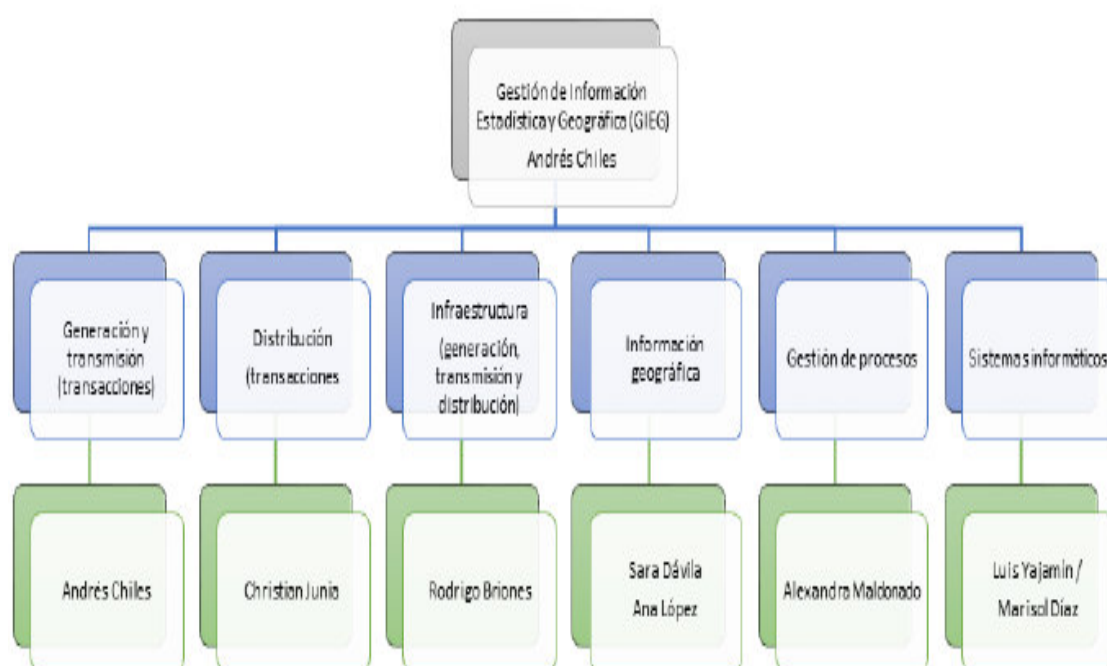 Gestión de Información
Estadística y Geográfica (GIEG)
Andrés Chiles
Generación y
transmisión
(transacciones)
Distribución
(transacciones
Infraestructura
(generación,
transmisión y
distribución)
Información
geográfica
Gestión de procesos
Sistemas informáticos
Andrés Chiles
Christian Junia
Rodrigo Briones
Sara Dávila
Ana López
Alexandra Maldonado
Luis Yajamín /
Marisol Díaz